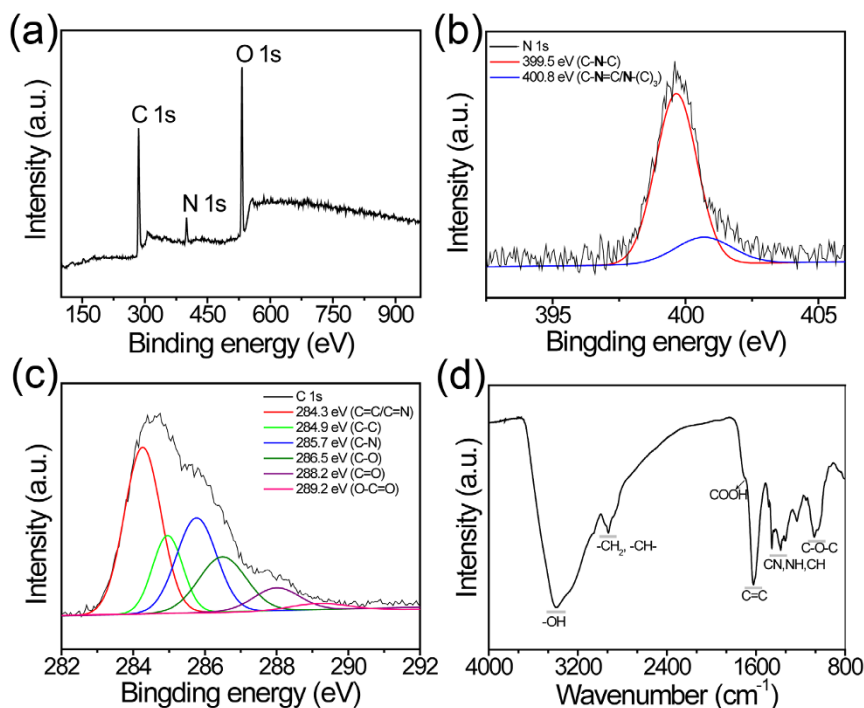 (a)
Intensity (a.u.)
C 1s
N 1s
O 1s
150 300 450 600 750 900
Binding energy (eV)
(b)
Intensity (a.u.)
N 1s
399.5 eV (C-N-C)
400.8 eV (C-N=C/N-(C)₃)
395 400 405
Bingding energy (eV)
(c)
Intensity (a.u.)
C 1s
284.3 eV (C=C/C=N)
284.9 eV (C-C)
285.7 eV (C-N)
286.5 eV (C-O)
288.2 eV (C=O)
289.2 eV (O-C=O)
282 284 286 288 290 292
Bingding energy (eV)
(d)
Intensity (a.u.)
COOH
-CH₂, -CH-
C-O-C
CN,NH,CH
C=C
-OH
4000 3200 2400 1600 800
Wavenumber (cm⁻¹)